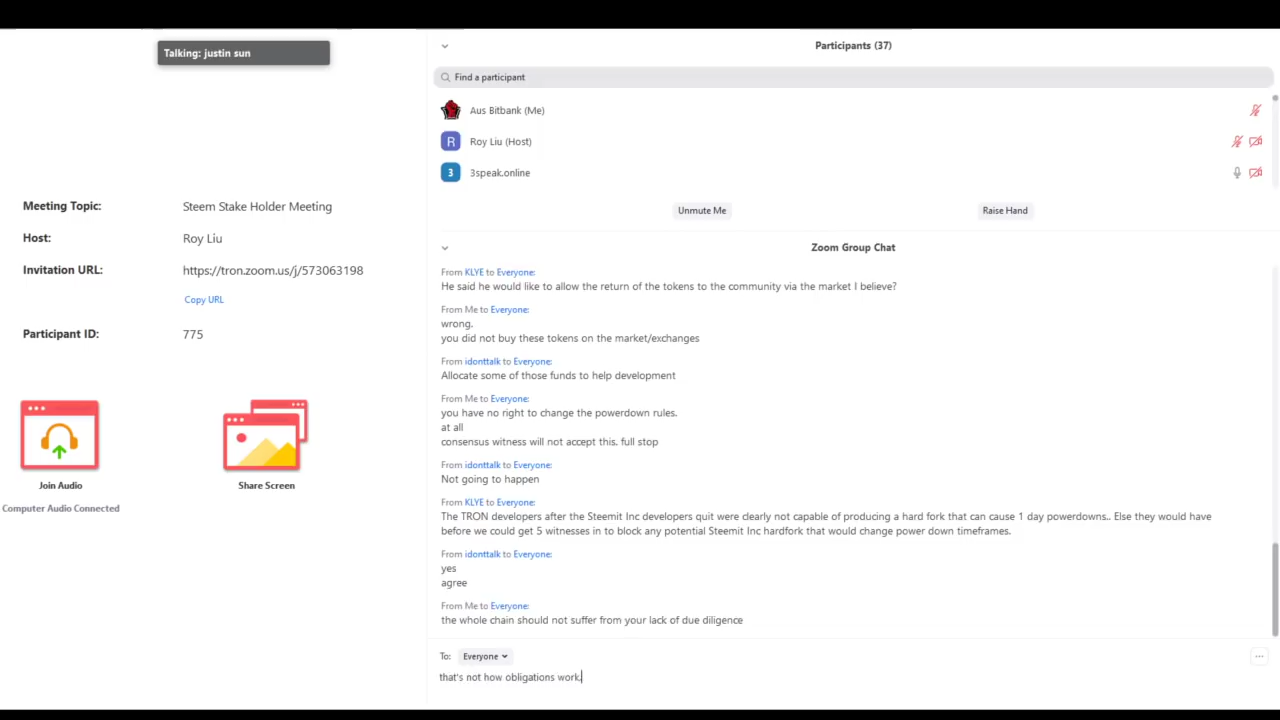 Talking: justin sun
Participants (37)
Find a participant
Aus Bitbank (Me)
R
Roy Liu (Host)
3
3speak.online
Unmute Me
Raise Hand
Meeting Topic:
Steem Stake Holder Meeting
Host:
Roy Liu
Invitation URL:
https://tron.zoom.us/j/573063198
Copy URL
Participant ID:
775
Join Audio
Computer Audio Connected
Share Screen
Zoom Group Chat
From KLYE to Everyone:
He said he would like to allow the return of the tokens to the community via the market I believe?
From Me to Everyone:
wrong.
you did not buy these tokens on the market/exchanges
From idonttalk to Everyone:
Allocate some of those funds to help development
From Me to Everyone:
you have no right to change the powerdown rules.
at all
consensus witness will not accept this. full stop
From idonttalk to Everyone:
Not going to happen
From KLYE to Everyone:
The TRON developers after the Steemit Inc developers quit were clearly not capable of producing a hard fork that can cause 1 day powerdowns.. Else they would have
before we could get 5 witnesses in to block any potential Steemit Inc hardfork that would change power down timeframes.
From idonttalk to Everyone:
yes
agree
From Me to Everyone:
the whole chain should not suffer from your lack of due diligence
To: Everyone
that's not how obligations work.